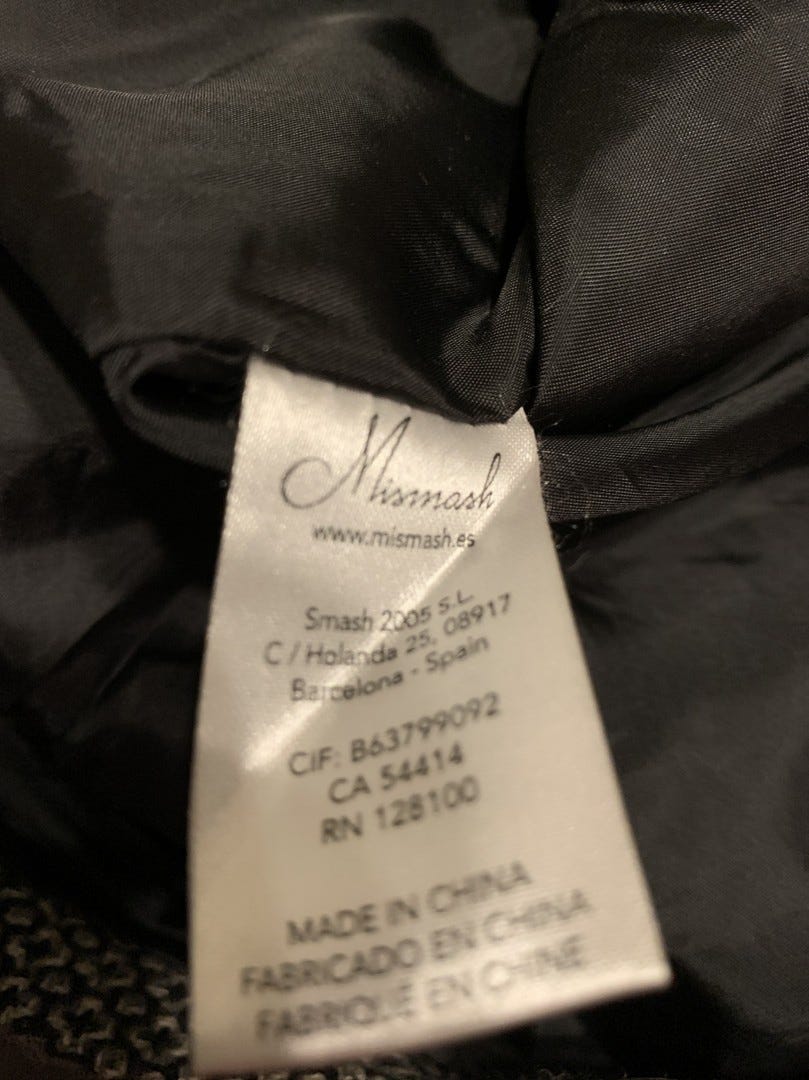 Mismash
www.mismash.es
Smash 2005 S.L.
C / Holanda 25, 08917
Barcelona - Spain
CIF: B63799092
CA 54414
RN 128100
MADE IN CHINA
FABRICADO EN CHINA
FABRIQUE EN CHINE